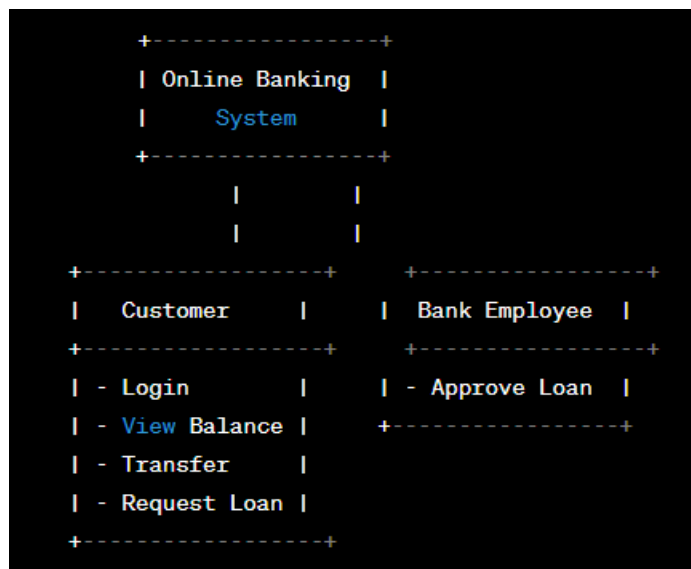 +-----------------+
| Online Banking  |
|     System      |
+-----------------+
|        |
|        |
+------------------+     +-----------------+
|   Customer     |     |  Bank Employee  |
+------------------+     +-----------------+
| - Login        |     | - Approve Loan  |
| - View Balance |     +-----------------+
| - Transfer     |
| - Request Loan |
+------------------+